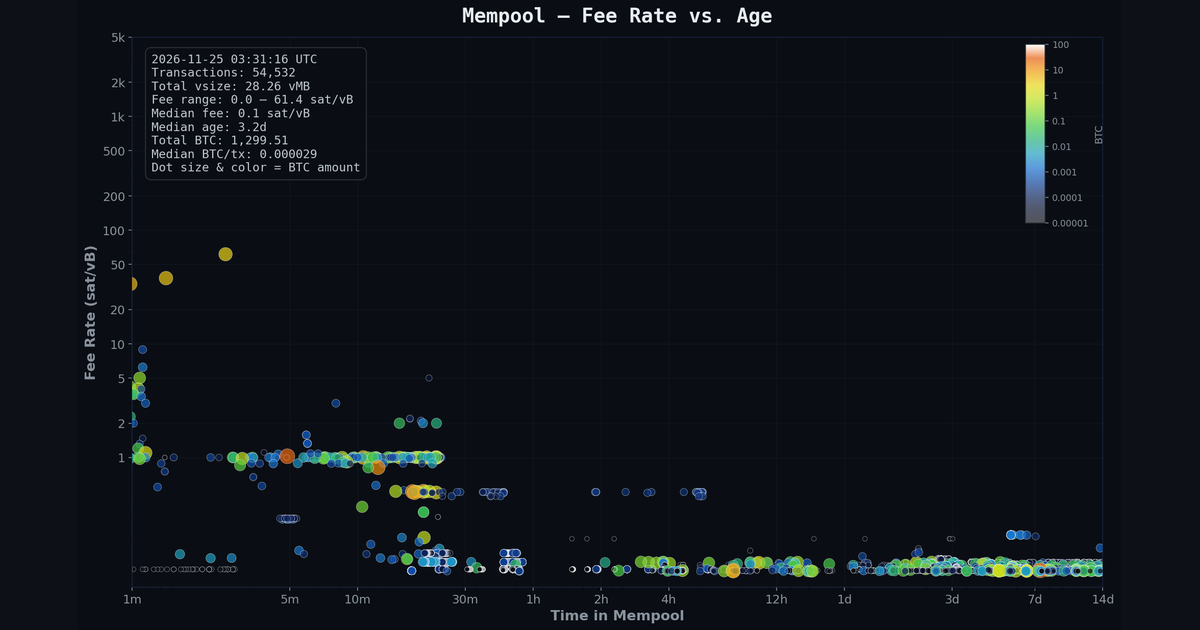 Mempool — Fee Rate vs. Age
5k
2k
1k
500
200
100
50
20
10
5
2
1
Fee Rate (sat/vB)
2026-11-25 03:31:16 UTC
Transactions: 54,532
Total vsize: 28.26 vMB
Fee range: 0.0 — 61.4 sat/vB
Median fee: 0.1 sat/vB
Median age: 3.2d
Total BTC: 1,299.51
Median BTC/tx: 0.000029
Dot size & color = BTC amount
100
10
1
0.1
0.01
0.001
0.0001
0.00001
BTC
1m
5m
10m
30m
1h
2h
4h
12h
1d
3d
7d
14d
Time in Mempool